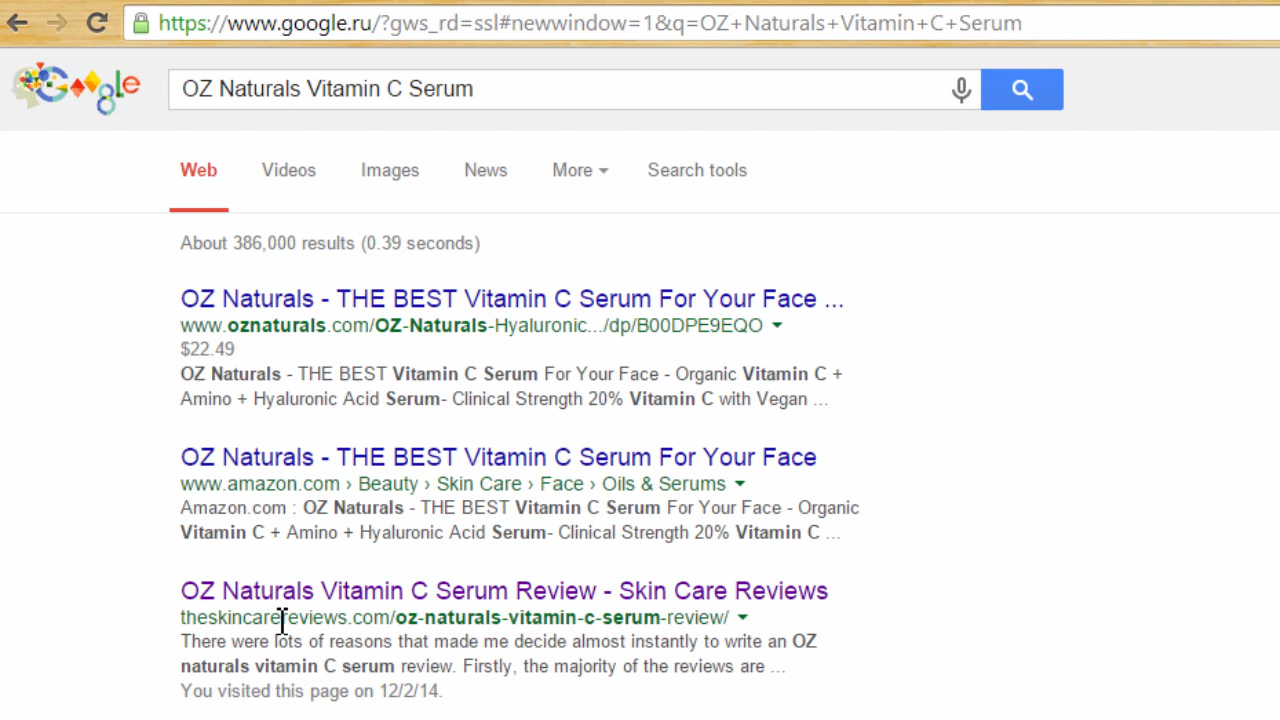 https://www.google.ru/?gws_rd=ssl#newwindow=1&q=OZ+Naturals+Vitamin+C+Serum
Google
OZ Naturals Vitamin C Serum
Web Videos Images News More Search tools
About 386,000 results (0.39 seconds)
OZ Naturals - THE BEST Vitamin C Serum For Your Face ...
www.oznaturals.com/OZ-Naturals-Hyaluronic.../dp/B00DPE9EQO
$22.49
OZ Naturals - THE BEST Vitamin C Serum For Your Face - Organic Vitamin C +
Amino + Hyaluronic Acid Serum- Clinical Strength 20% Vitamin C with Vegan ...
OZ Naturals - THE BEST Vitamin C Serum For Your Face
www.amazon.com › Beauty › Skin Care › Face › Oils & Serums
Amazon.com : OZ Naturals - THE BEST Vitamin C Serum For Your Face - Organic
Vitamin C + Amino + Hyaluronic Acid Serum- Clinical Strength 20% Vitamin C ...
OZ Naturals Vitamin C Serum Review - Skin Care Reviews
theskincarereviews.com/oz-naturals-vitamin-c-serum-review/
There were lots of reasons that made me decide almost instantly to write an OZ
naturals vitamin C serum review. Firstly, the majority of the reviews are ...
You visited this page on 12/2/14.